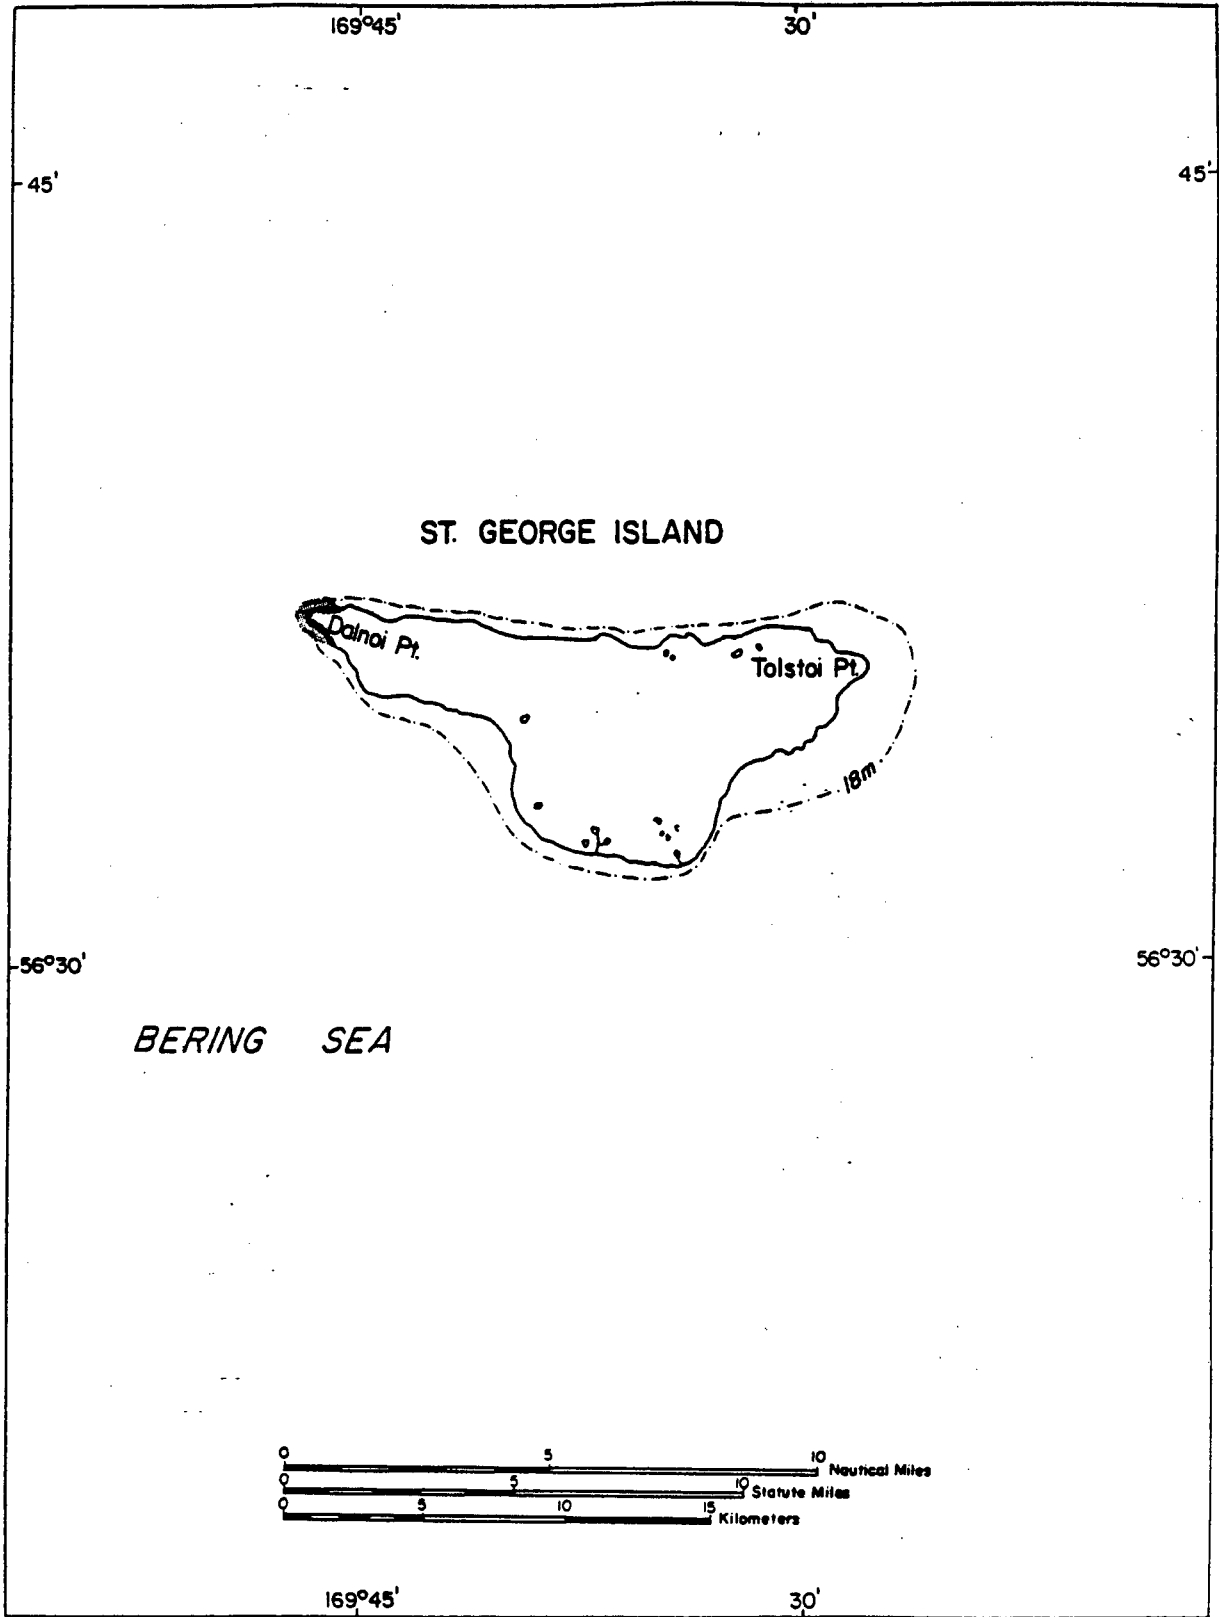 169°45' 30'
45' 45'
ST. GEORGE ISLAND
Dalnoi Pt.
Tolstoi Pt.
18m
56°30' 56°30'
BERING SEA
0 5 10 Nautical Miles
0 5 10 Statute Miles
0 5 10 15 Kilometers
169°45' 30'